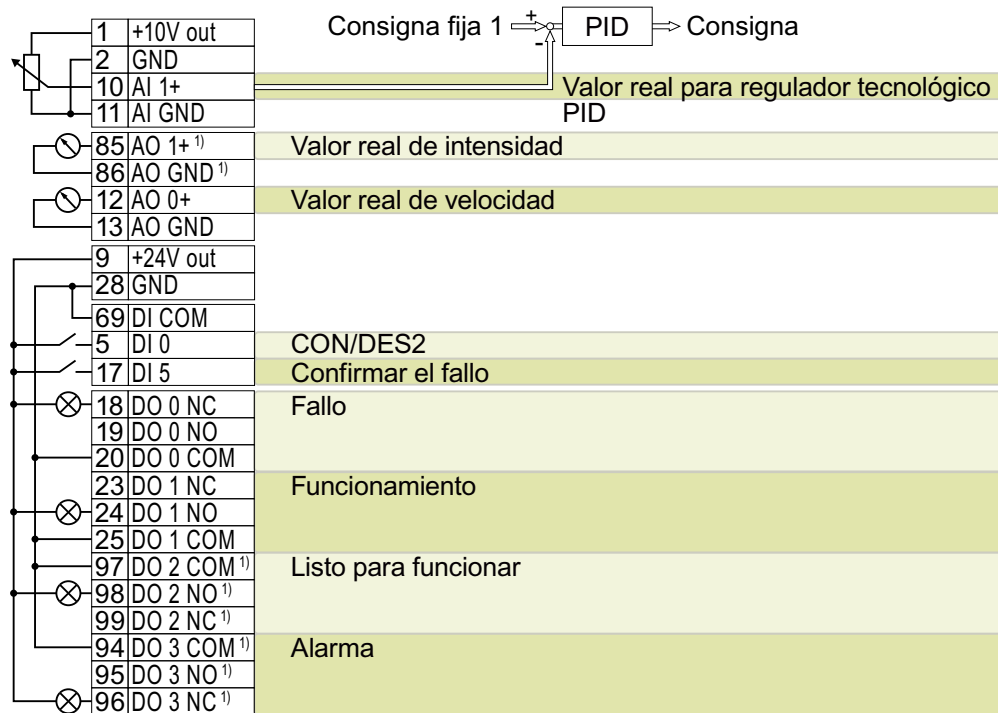 Consigna fija 1 + - PID Consigna
1 +10V out
2 GND
10 AI 1+ Valor real para regulador tecnológico
11 AI GND PID
85 AO 1+ 1) Valor real de intensidad
86 AO GND 1)
12 AO 0+ Valor real de velocidad
13 AO GND
9 +24V out
28 GND
69 DI COM
5 DI 0 CON/DES2
17 DI 5 Confirmar el fallo
18 DO 0 NC Fallo
19 DO 0 NO
20 DO 0 COM
23 DO 1 NC Funcionamiento
24 DO 1 NO
25 DO 1 COM
97 DO 2 COM 1) Listo para funcionar
98 DO 2 NO 1)
99 DO 2 NC 1)
94 DO 3 COM 1) Alarma
95 DO 3 NO 1)
96 DO 3 NC 1)